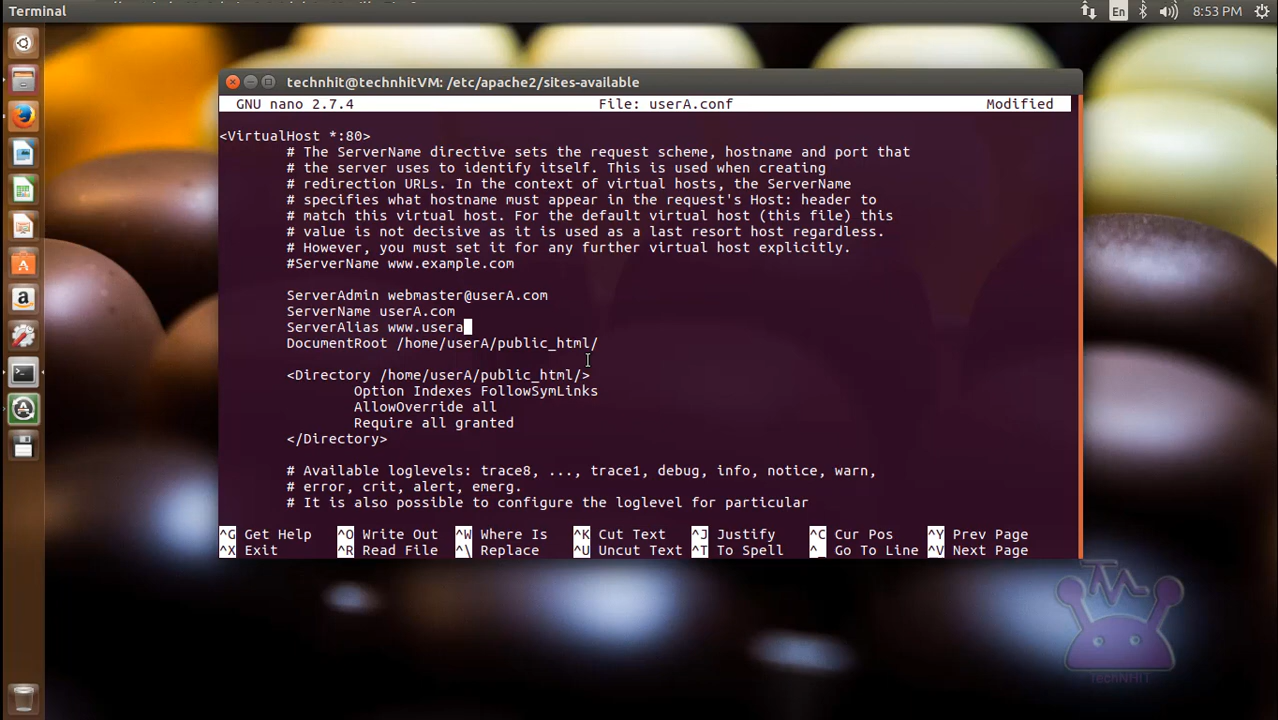 Terminal
En
8:53 PM
technhit@technhitVM: /etc/apache2/sites-available
GNU nano 2.7.4 File: userA.conf Modified
<VirtualHost *:80>
# The ServerName directive sets the request scheme, hostname and port that
# the server uses to identify itself. This is used when creating
# redirection URLs. In the context of virtual hosts, the ServerName
# specifies what hostname must appear in the request's Host: header to
# match this virtual host. For the default virtual host (this file) this
# value is not decisive as it is used as a last resort host regardless.
# However, you must set it for any further virtual host explicitly.
#ServerName www.example.com
ServerAdmin webmaster@userA.com
ServerName userA.com
ServerAlias www.usera
DocumentRoot /home/userA/public_html/
<Directory /home/userA/public_html/>
Option Indexes FollowSymLinks
AllowOverride all
Require all granted
</Directory>
# Available loglevels: trace8, ..., trace1, debug, info, notice, warn,
# error, crit, alert, emerg.
# It is also possible to configure the loglevel for particular
^G Get Help ^O Write Out ^W Where Is ^K Cut Text ^J Justify ^C Cur Pos ^Y Prev Page
^X Exit ^R Read File ^\ Replace ^U Uncut Text ^T To Spell ^_ Go To Line ^V Next Page
TechNHIT